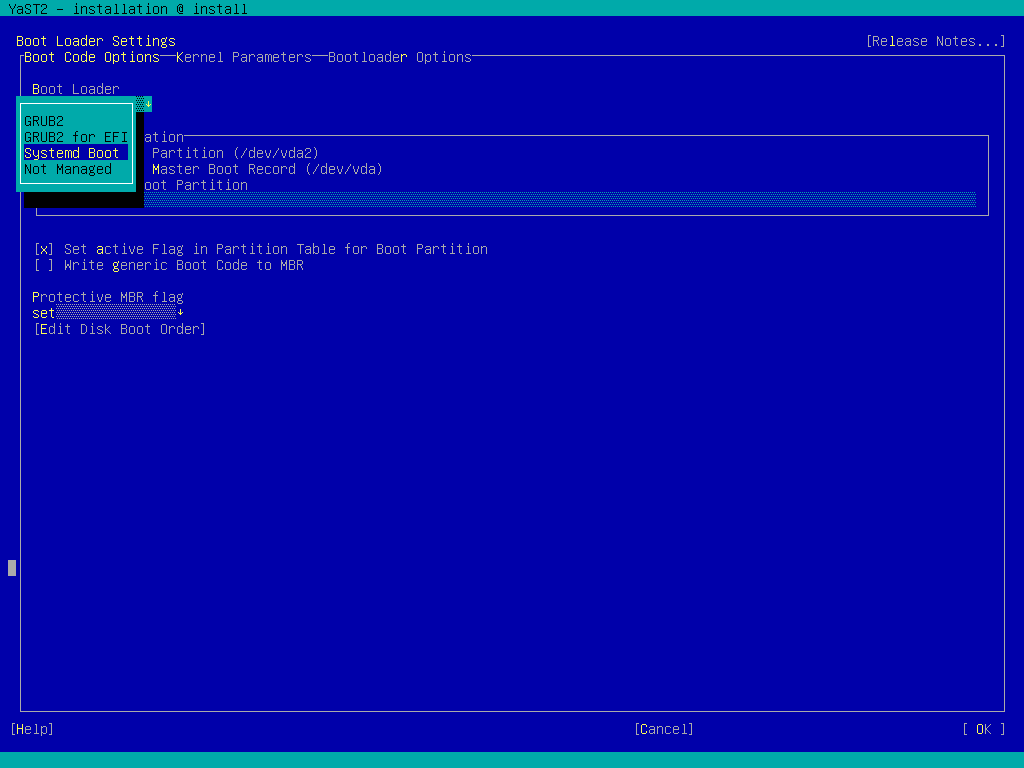 YaST2 - installation @ install
Boot Loader Settings [Release Notes...]
Boot Code Options Kernel Parameters Bootloader Options
Boot Loader
GRUB2
GRUB2 for EFI ation
Systemd Boot Partition (/dev/vda2)
Not Managed Master Boot Record (/dev/vda)
oot Partition
[x] Set active Flag in Partition Table for Boot Partition
[ ] Write generic Boot Code to MBR
Protective MBR flag
set
[Edit Disk Boot Order]
[Help] [Cancel] [ OK ]